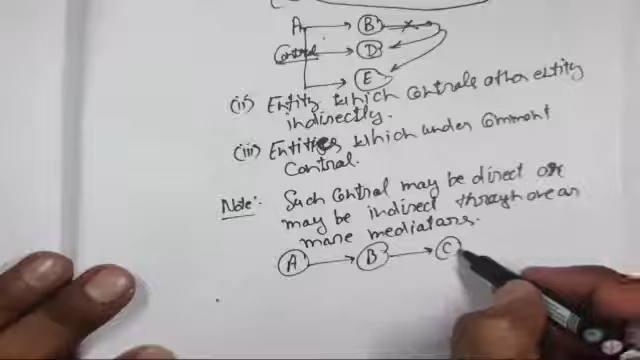 A B
Control D
E
(ii) Entity which Controls other entity
indirectly.
(iii) Entities which under Comment
Control.
Note:- Such Control may be direct or
may be indirect through one or
more mediators.
A B C